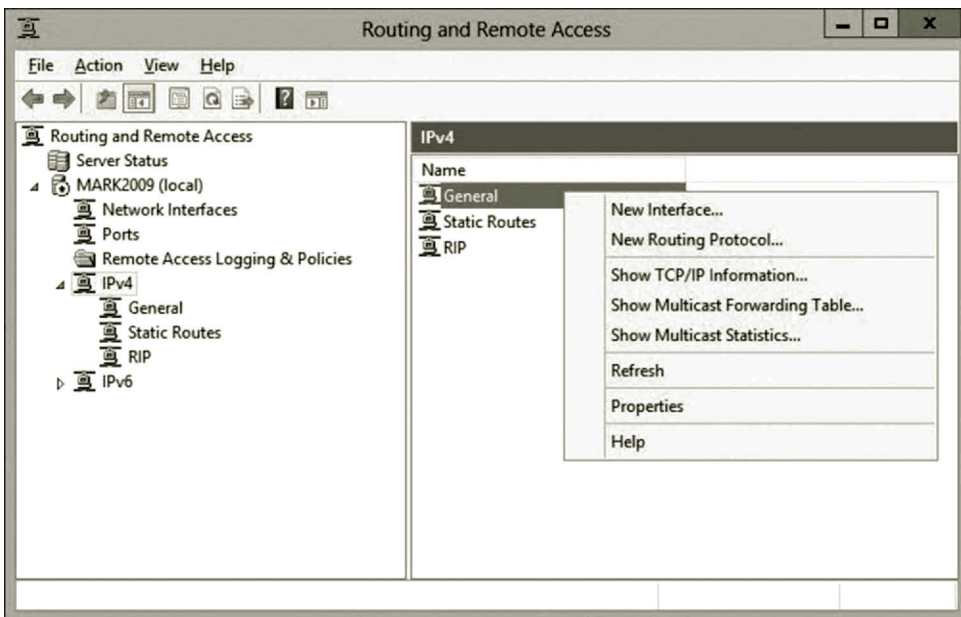 Routing and Remote Access
File Action View Help
Routing and Remote Access
Server Status
MARK2009 (local)
Network Interfaces
Ports
Remote Access Logging & Policies
IPv4
General
Static Routes
RIP
IPv6
IPv4
Name
General
Static Routes
RIP
New Interface...
New Routing Protocol...
Show TCP/IP Information...
Show Multicast Forwarding Table...
Show Multicast Statistics...
Refresh
Properties
Help